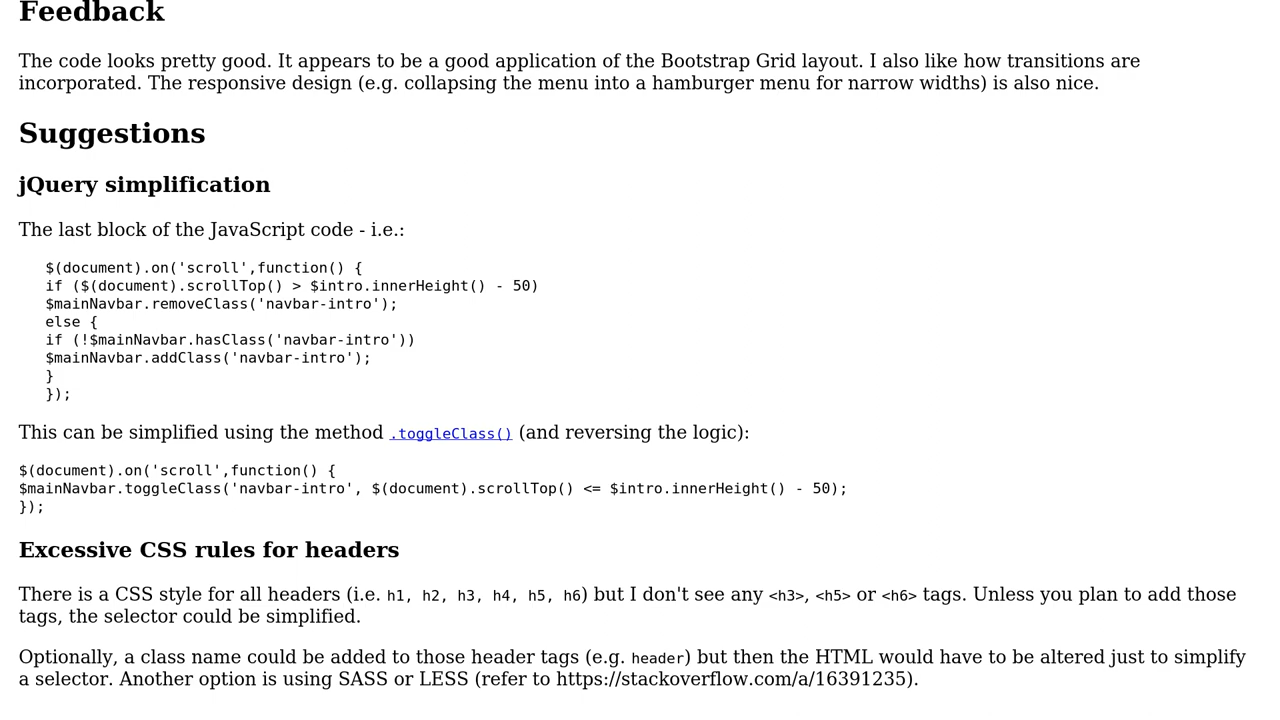 Feedback
The code looks pretty good. It appears to be a good application of the Bootstrap Grid layout. I also like how transitions are
incorporated. The responsive design (e.g. collapsing the menu into a hamburger menu for narrow widths) is also nice.
Suggestions
jQuery simplification
The last block of the JavaScript code - i.e.:
$(document).on('scroll',function() {
if ($(document).scrollTop() > $intro.innerHeight() - 50)
$mainNavbar.removeClass('navbar-intro');
else {
if (!$mainNavbar.hasClass('navbar-intro'))
$mainNavbar.addClass('navbar-intro');
}
});
This can be simplified using the method .toggleClass() (and reversing the logic):
$(document).on('scroll',function() {
$mainNavbar.toggleClass('navbar-intro', $(document).scrollTop() <= $intro.innerHeight() - 50);
});
Excessive CSS rules for headers
There is a CSS style for all headers (i.e. h1, h2, h3, h4, h5, h6) but I don't see any <h3>, <h5> or <h6> tags. Unless you plan to add those
tags, the selector could be simplified.
Optionally, a class name could be added to those header tags (e.g. header) but then the HTML would have to be altered just to simplify
a selector. Another option is using SASS or LESS (refer to https://stackoverflow.com/a/16391235).